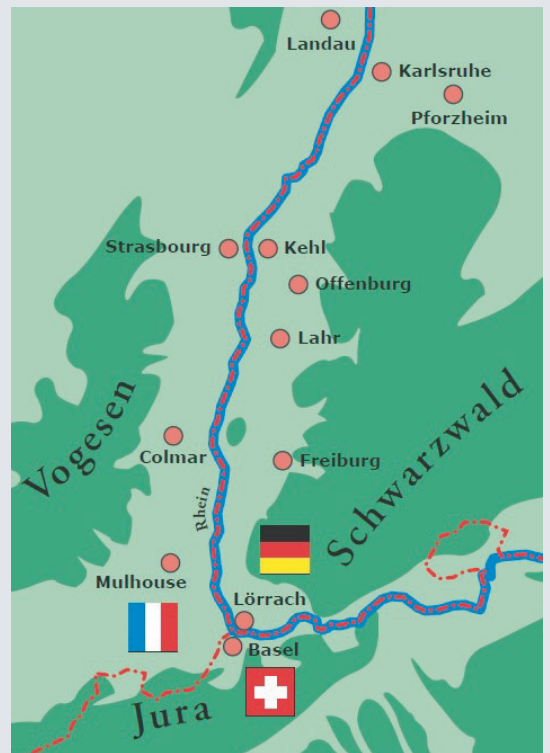 Landau
Karlsruhe
Pforzheim
Strasbourg
Kehl
Offenburg
Lahr
Vogesen
Colmar
Freiburg
Schwarzwald
Rhein
Mulhouse
Lörrach
Basel
Jura